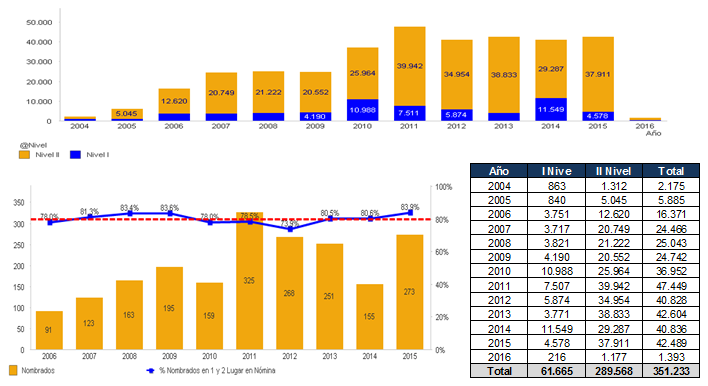 50.000
40.000
30.000
20.000
10.000
0
5.045
12.620
20.749
21.222
20.552
4.190
25.964
10.988
39.942
7.511
34.954
5.874
38.833
29.287
11.549
37.911
4.578
2004 2005 2006 2007 2008 2009 2010 2011 2012 2013 2014 2015 2016
Año
@Nivel
Nivel II Nivel I
350
300
250
200
150
100
50
0
100%
80%
60%
40%
20%
0%
78,0% 81,3% 83,4% 83,6% 78,0% 78,5% 73,9% 80,5% 80,6% 83,9%
91 123 163 195 159 325 268 251 155 273
2006 2007 2008 2009 2010 2011 2012 2013 2014 2015
Nombrados % Nombrados en 1 y 2 Lugar en Nómina
Año I Nive II Nivel Total
2004 863 1.312 2.175
2005 840 5.045 5.885
2006 3.751 12.620 16.371
2007 3.717 20.749 24.466
2008 3.821 21.222 25.043
2009 4.190 20.552 24.742
2010 10.988 25.964 36.952
2011 7.507 39.942 47.449
2012 5.874 34.954 40.828
2013 3.771 38.833 42.604
2014 11.549 29.287 40.836
2015 4.578 37.911 42.489
2016 216 1.177 1.393
Total 61.665 289.568 351.233